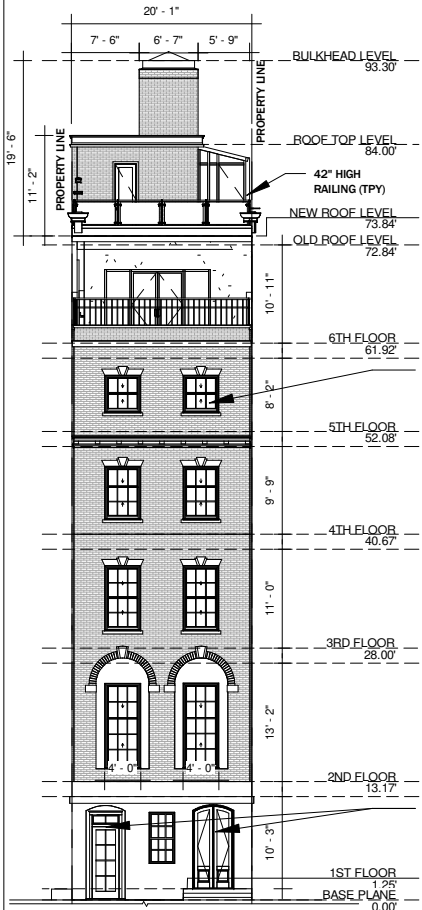 20' - 1"
7' - 6"
6' - 7"
5' - 9"
BULKHEAD LEVEL
93.30'
PROPERTY LINE
PROPERTY LINE
19' - 6"
11' - 2"
ROOF TOP LEVEL
84.00'
42" HIGH
RAILING (TPY)
NEW ROOF LEVEL
73.84'
OLD ROOF LEVEL
72.84'
10' - 11"
6TH FLOOR
61.92'
8' - 2"
5TH FLOOR
52.08'
9' - 9"
4TH FLOOR
40.67'
11' - 0"
3RD FLOOR
28.00'
13' - 2"
4' - 0"
4' - 0"
2ND FLOOR
13.17'
10' - 3"
1ST FLOOR
1.25'
BASE PLANE
0.00'